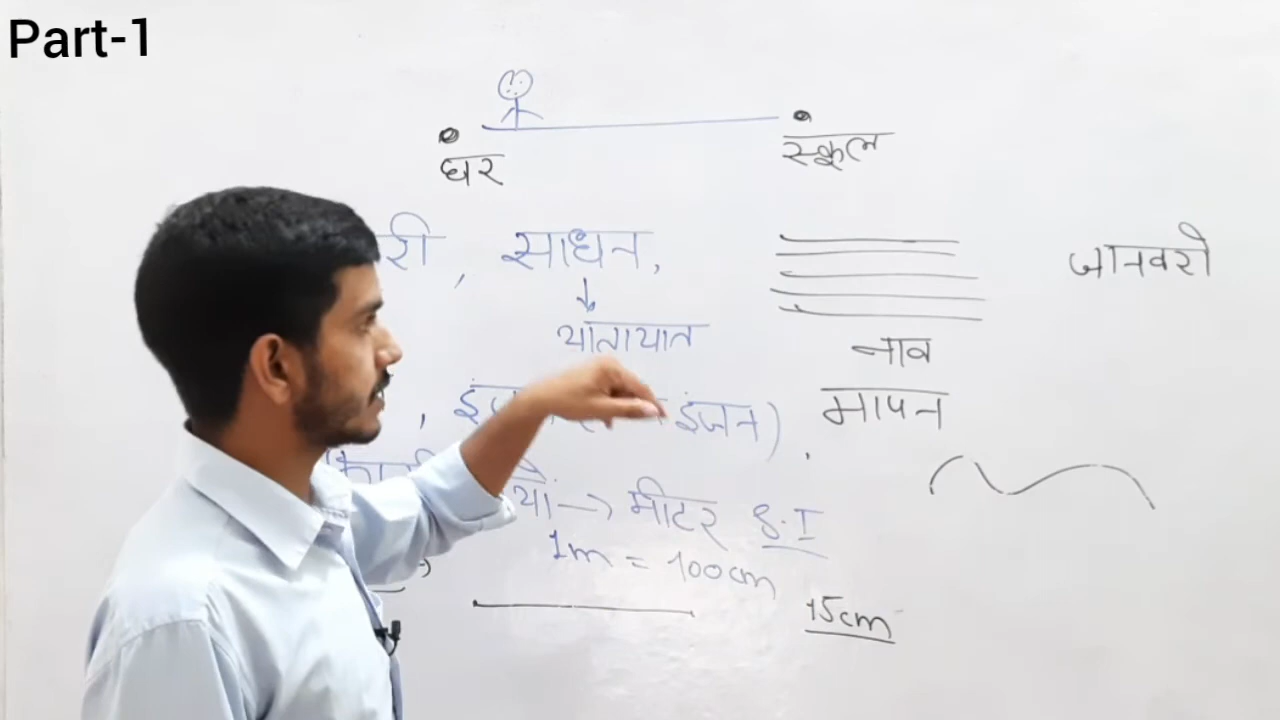 Part-1
घर
स्कूल
री, साधन,
जानवरो
यातायात
नाव
इंजन)
मापन
यां → मीटर S.I
1m = 100cm
15cm